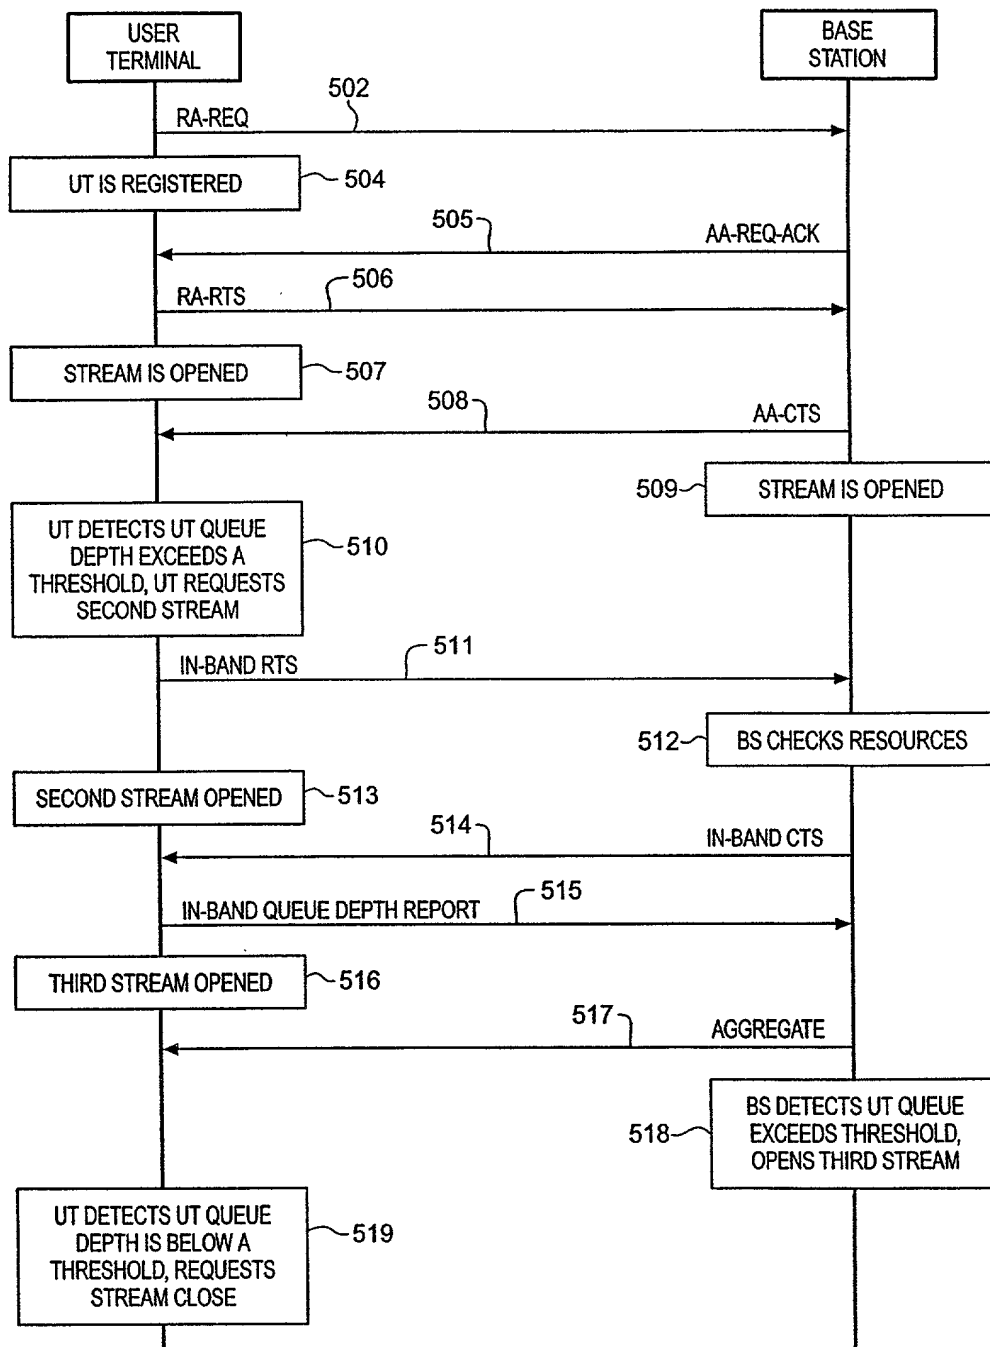 USER
TERMINAL
BASE
STATION
502
RA-REQ
UT IS REGISTERED
504
505
AA-REQ-ACK
RA-RTS
506
STREAM IS OPENED
507
508
AA-CTS
509
STREAM IS OPENED
UT DETECTS UT QUEUE
DEPTH EXCEEDS A
THRESHOLD, UT REQUESTS
SECOND STREAM
510
IN-BAND RTS
511
512
BS CHECKS RESOURCES
SECOND STREAM OPENED
513
514
IN-BAND CTS
IN-BAND QUEUE DEPTH REPORT
515
THIRD STREAM OPENED
516
517
AGGREGATE
518
BS DETECTS UT QUEUE
EXCEEDS THRESHOLD,
OPENS THIRD STREAM
UT DETECTS UT QUEUE
DEPTH IS BELOW A
THRESHOLD, REQUESTS
STREAM CLOSE
519